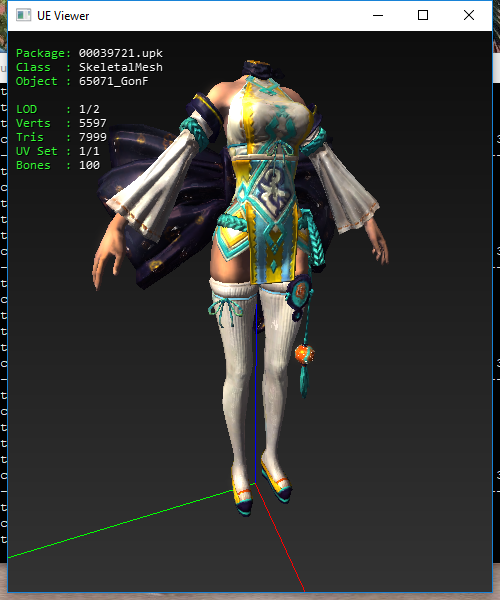 UE Viewer
Package: 00039721.upk
Class  : SkeletalMesh
Object : 65071_GonF
LOD    : 1/2
Verts  : 5597
Tris   : 7999
UV Set : 1/1
Bones  : 100